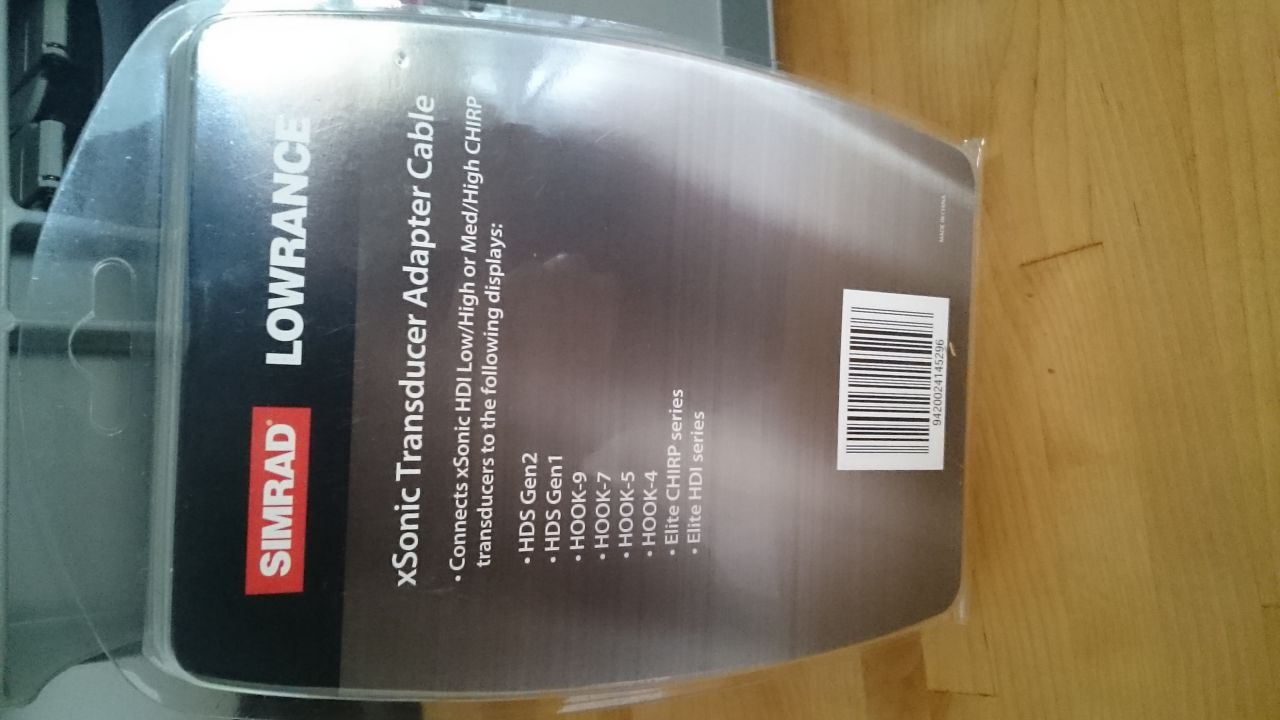 SIMRAD® LOWRANCE
xSonic Transducer Adapter Cable
• Connects xSonic HDI Low/High or Med/High CHIRP
transducers to the following displays:
• HDS Gen2
• HDS Gen1
• HOOK-9
• HOOK-7
• HOOK-5
• HOOK-4
• Elite CHIRP series
• Elite HDI series
9420024145296
MADE IN CHINA